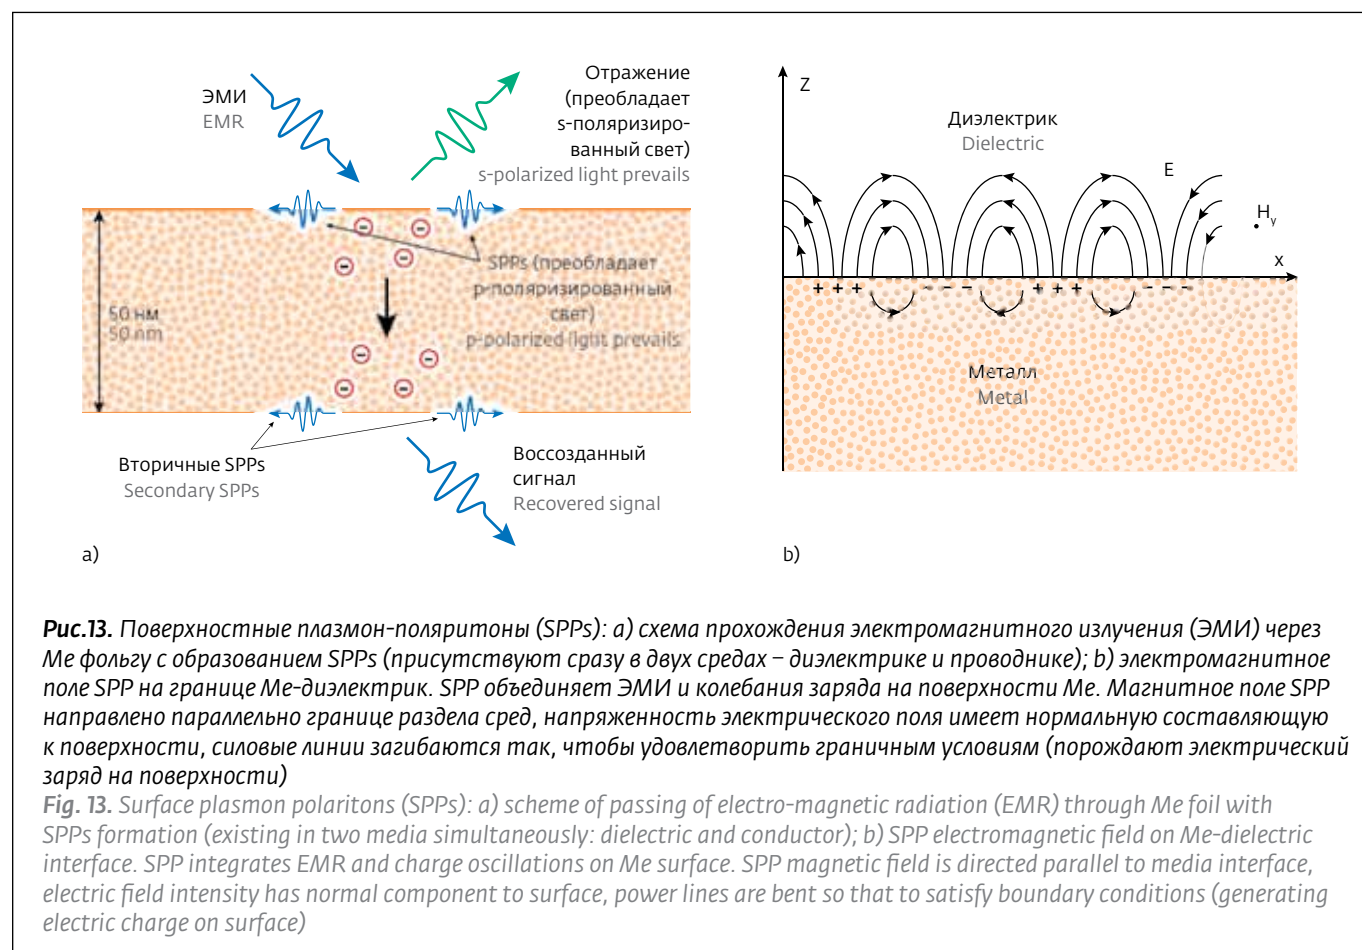 ЭМИ
EMR
Отражение
(преобладает
s-поляризиро-
ванный свет)
s-polarized light prevails
SPPs (преобладает
р-поляризированный
свет)
p-polarized light prevails
50 нм
50 nm
Вторичные SPPs
Secondary SPPs
Воссозданный
сигнал
Recovered signal
a)
Z
Диэлектрик
Dielectric
E
Hy
x
+ + +
- - -
+ + +
- - -
Металл
Metal
b)
Рис.13. Поверхностные плазмон-поляритоны (SPPs): а) схема прохождения электромагнитного излучения (ЭМИ) через
Ме фольгу с образованием SPPs (присутствуют сразу в двух средах – диэлектрике и проводнике); b) электромагнитное
поле SPP на границе Ме-диэлектрик. SPP объединяет ЭМИ и колебания заряда на поверхности Ме. Магнитное поле SPP
направлено параллельно границе раздела сред, напряженность электрического поля имеет нормальную составляющую
к поверхности, силовые линии загибаются так, чтобы удовлетворить граничным условиям (порождают электрический
заряд на поверхности)
Fig. 13. Surface plasmon polaritons (SPPs): a) scheme of passing of electro-magnetic radiation (EMR) through Me foil with
SPPs formation (existing in two media simultaneously: dielectric and conductor); b) SPP electromagnetic field on Me-dielectric
interface. SPP integrates EMR and charge oscillations on Me surface. SPP magnetic field is directed parallel to media interface,
electric field intensity has normal component to surface, power lines are bent so that to satisfy boundary conditions (generating
electric charge on surface)